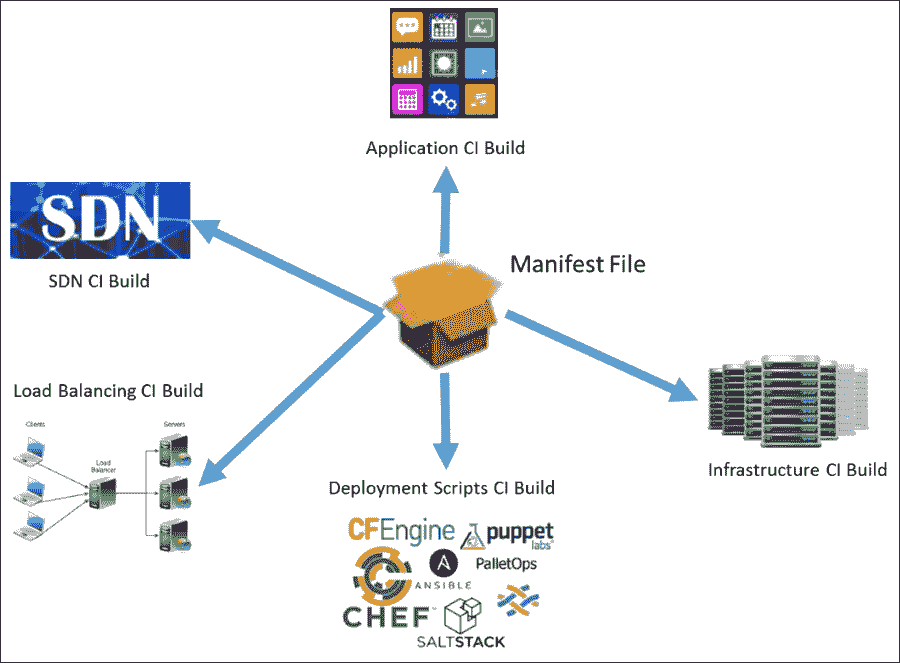 Application CI Build
SDN
SDN CI Build
Manifest File
Load Balancing CI Build
Clients
Servers
Load
Balancer
Infrastructure CI Build
Deployment Scripts CI Build
CFEngine
puppet
labs
PalletOps
ANSIBLE
CHEF
SALTSTACK